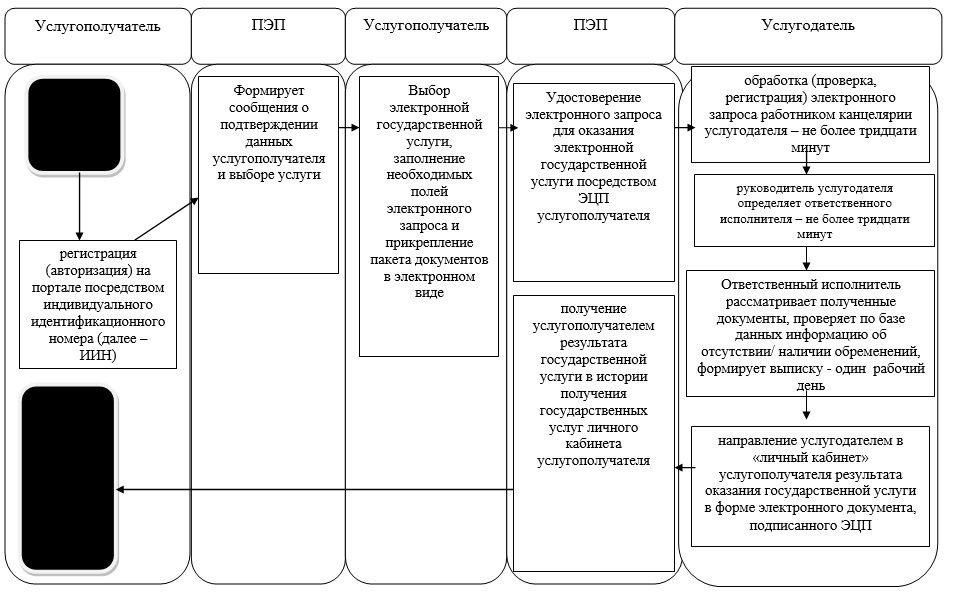 Услугополучатель
ПЭП
Услугополучатель
ПЭП
Услугодатель
регистрация
(авторизация) на
портале посредством
индивидуального
идентификационного
номера (далее –
ИИН)
Формирует
сообщения о
подтверждении
данных
услугополучателя
и выборе услуги
Выбор
электронной
государственной
услуги,
заполнение
необходимых
полей
электронного
запроса и
прикрепление
пакета документов
в электронном
виде
Удостоверение
электронного запроса
для оказания
электронной
государственной
услуги посредством
ЭЦП
услугополучателя
обработка (проверка,
регистрация) электронного
запроса работником канцелярии
услугодателя – не более тридцати
минут
руководитель услугодателя
определяет ответственного
исполнителя – не более тридцати
минут
Ответственный исполнитель
рассматривает полученные
документы, проверяет по базе
данных информацию об
отсутствии/ наличии обременений,
формирует выписку - один рабочий
день
направление услугодателем в
«личный кабинет»
услугополучателя результата
оказания государственной услуги
в форме электронного документа,
подписанного ЭЦП
получение
услугополучателем
результата
государственной
услуги в истории
получения
государственных
услуг личного
кабинета
услугополучателя